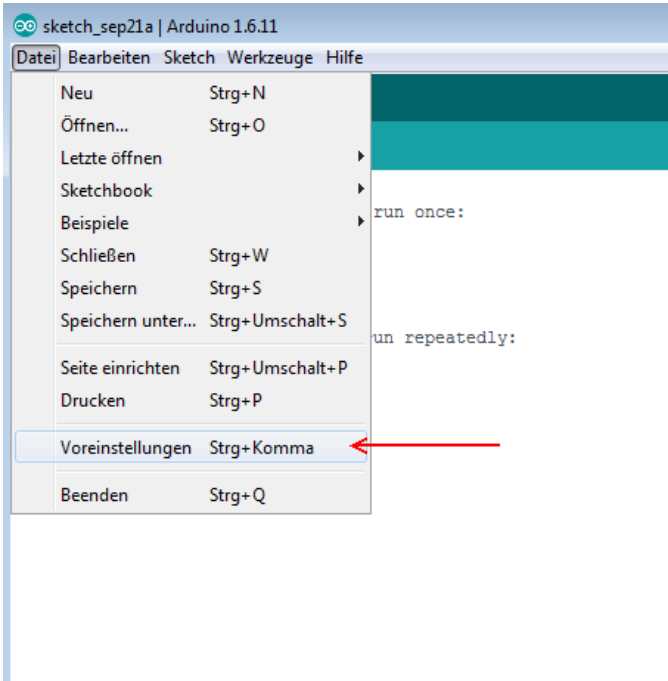 sketch_sep21a | Arduino 1.6.11
Datei Bearbeiten Sketch Werkzeuge Hilfe
Neu Strg+N
Öffnen... Strg+O
Letzte öffnen
Sketchbook
Beispiele
run once:
Schließen Strg+W
Speichern Strg+S
Speichern unter... Strg+Umschalt+S
run repeatedly:
Seite einrichten Strg+Umschalt+P
Drucken Strg+P
Voreinstellungen Strg+Komma
Beenden Strg+Q